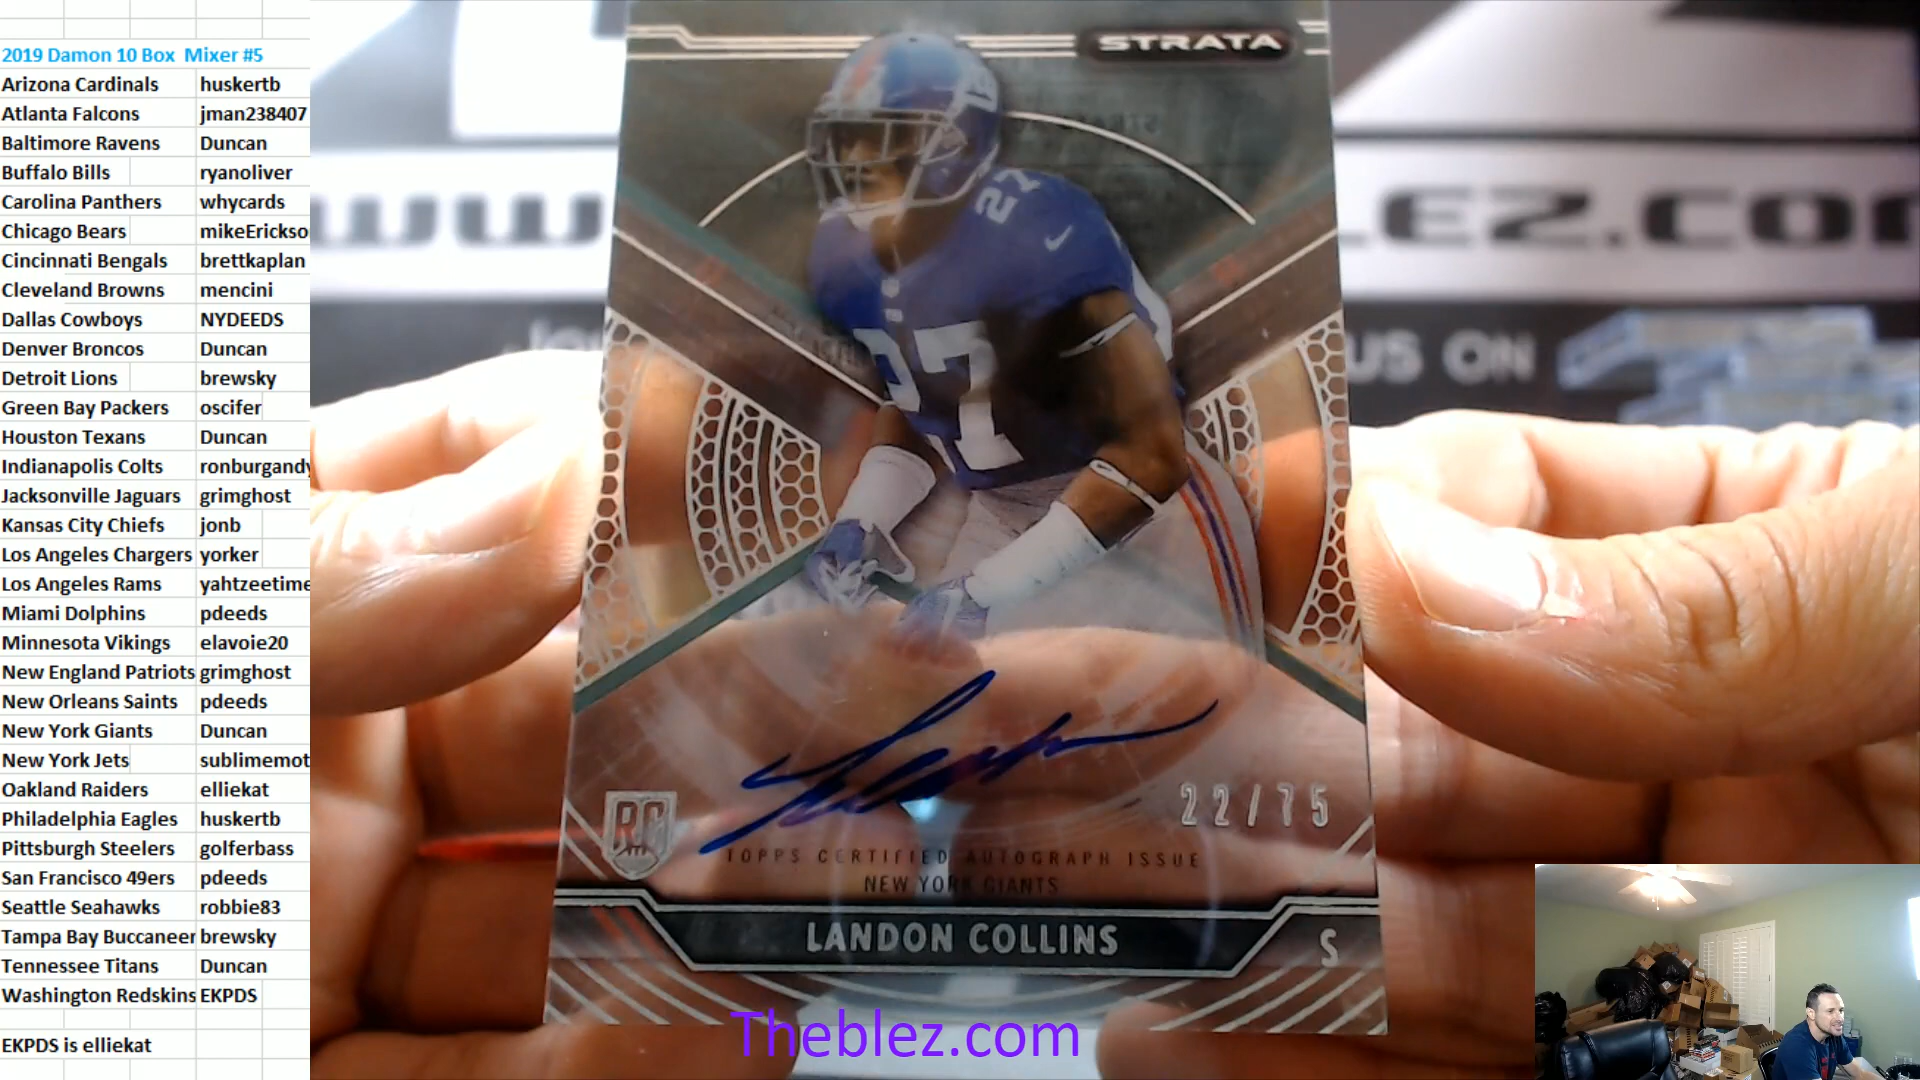 2019 Damon 10 Box Mixer #5
Arizona Cardinals huskertb
Atlanta Falcons jman238407
Baltimore Ravens Duncan
Buffalo Bills ryanoliver
Carolina Panthers whycards
Chicago Bears mikeErickso
Cincinnati Bengals brettkaplan
Cleveland Browns mencini
Dallas Cowboys NYDEEDS
Denver Broncos Duncan
Detroit Lions brewsky
Green Bay Packers oscifer
Houston Texans Duncan
Indianapolis Colts ronburgandy
Jacksonville Jaguars grimghost
Kansas City Chiefs jonb
Los Angeles Chargers yorker
Los Angeles Rams yahtzeetime
Miami Dolphins pdeeds
Minnesota Vikings elavoie20
New England Patriots grimghost
New Orleans Saints pdeeds
New York Giants Duncan
New York Jets sublimemot
Oakland Raiders elliekat
Philadelphia Eagles huskertb
Pittsburgh Steelers golferbass
San Francisco 49ers pdeeds
Seattle Seahawks robbie83
Tampa Bay Buccaneer brewsky
Tennessee Titans Duncan
Washington Redskins EKPDS
EKPDS is elliekat
STRATA
27
27
ww
LEZ.CO
US ON
22/75
RC
TOPPS CERTIFIED AUTOGRAPH ISSUE
NEW YORK GIANTS
LANDON COLLINS
S
Theblez.com